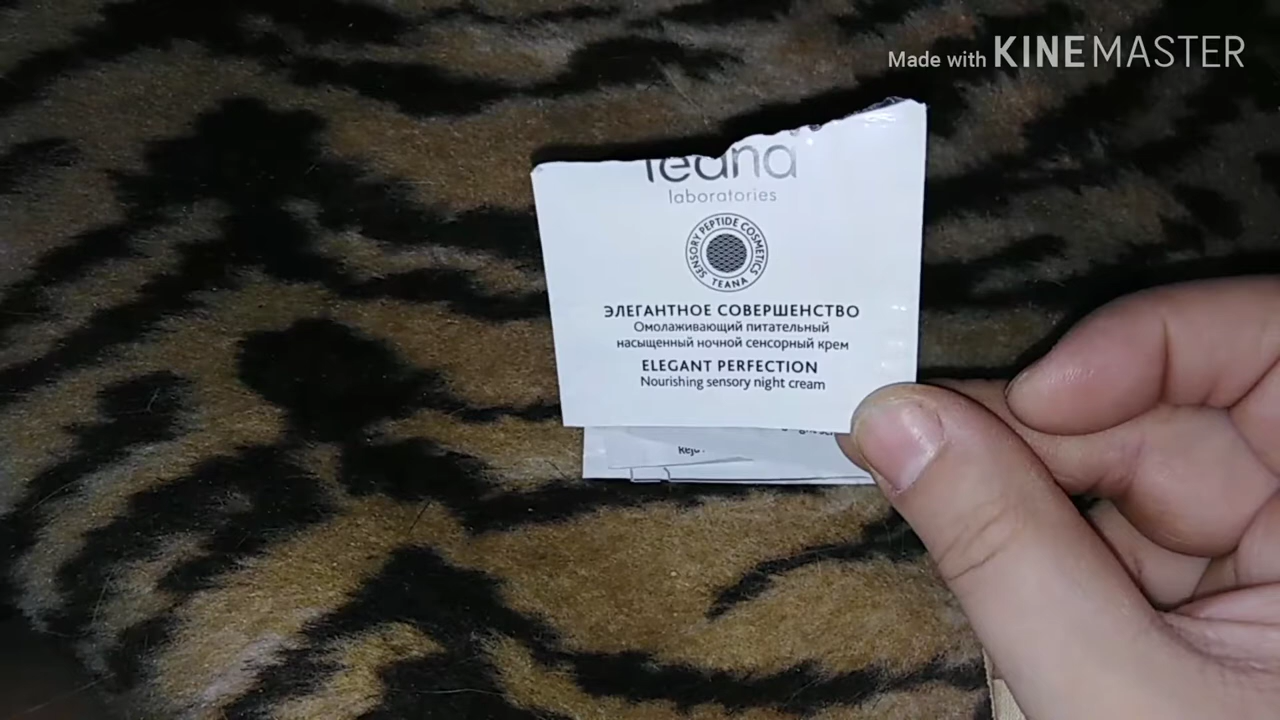 Made with KINEMASTER
Teana
laboratories
SENSORY PEPTIDE COSMETICS
TEANA
ЭЛЕГАНТНОЕ СОВЕРШЕНСТВО
Омолаживающий питательный
насыщенный ночной сенсорный крем
ELEGANT PERFECTION
Nourishing sensory night cream